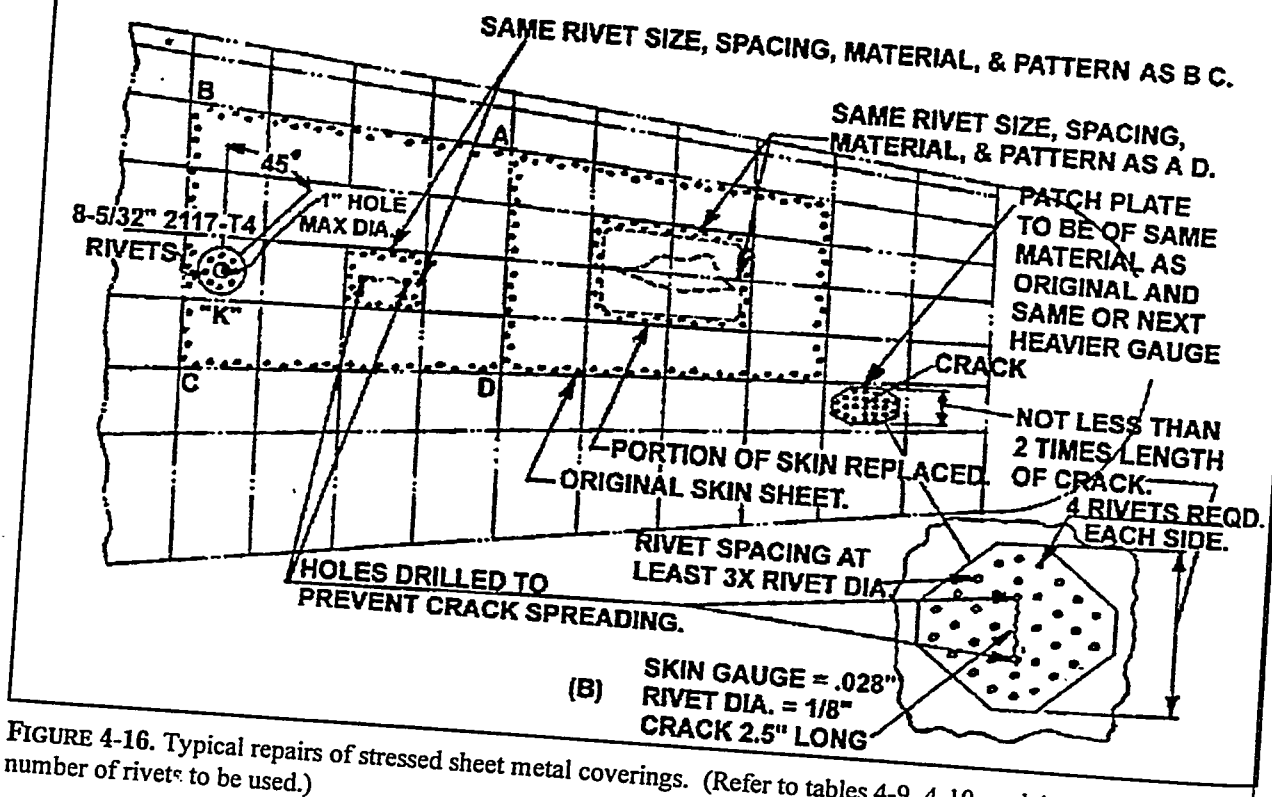 SAME RIVET SIZE, SPACING, MATERIAL, & PATTERN AS B C.
B
A
SAME RIVET SIZE, SPACING,
MATERIAL, & PATTERN AS A D.
45°
1" HOLE
MAX DIA.
8-5/32" 2117-T4
RIVETS
"K"
PATCH PLATE
TO BE OF SAME
MATERIAL AS
ORIGINAL AND
SAME OR NEXT
HEAVIER GAUGE
C
D
CRACK
NOT LESS THAN
2 TIMES LENGTH
OF CRACK.
PORTION OF SKIN REPLACED.
ORIGINAL SKIN SHEET.
4 RIVETS REQD.
EACH SIDE.
RIVET SPACING AT
LEAST 3X RIVET DIA
HOLES DRILLED TO
PREVENT CRACK SPREADING.
(B)
SKIN GAUGE = .028"
RIVET DIA. = 1/8"
CRACK 2.5" LONG
FIGURE 4-16. Typical repairs of stressed sheet metal coverings. (Refer to tables 4-9, 4-10,
number of rivets to be used.)